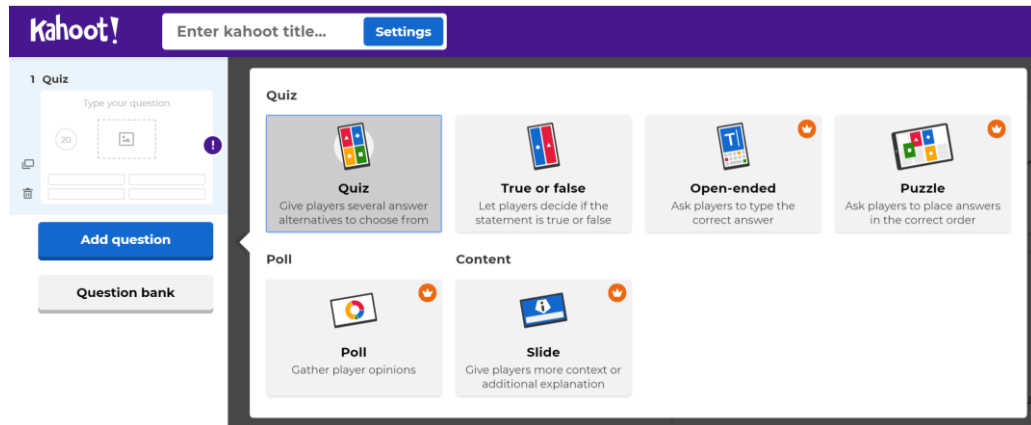 Kahoot!
Enter kahoot title...
Settings
1 Quiz
Type your question
20
!
Add question
Question bank
Quiz
Quiz
Give players several answer
alternatives to choose from
True or false
Let players decide if the
statement is true or false
T
Open-ended
Ask players to type the
correct answer
Puzzle
Ask players to place answers
in the correct order
Poll
Content
Poll
Gather player opinions
i
Slide
Give players more context or
additional explanation